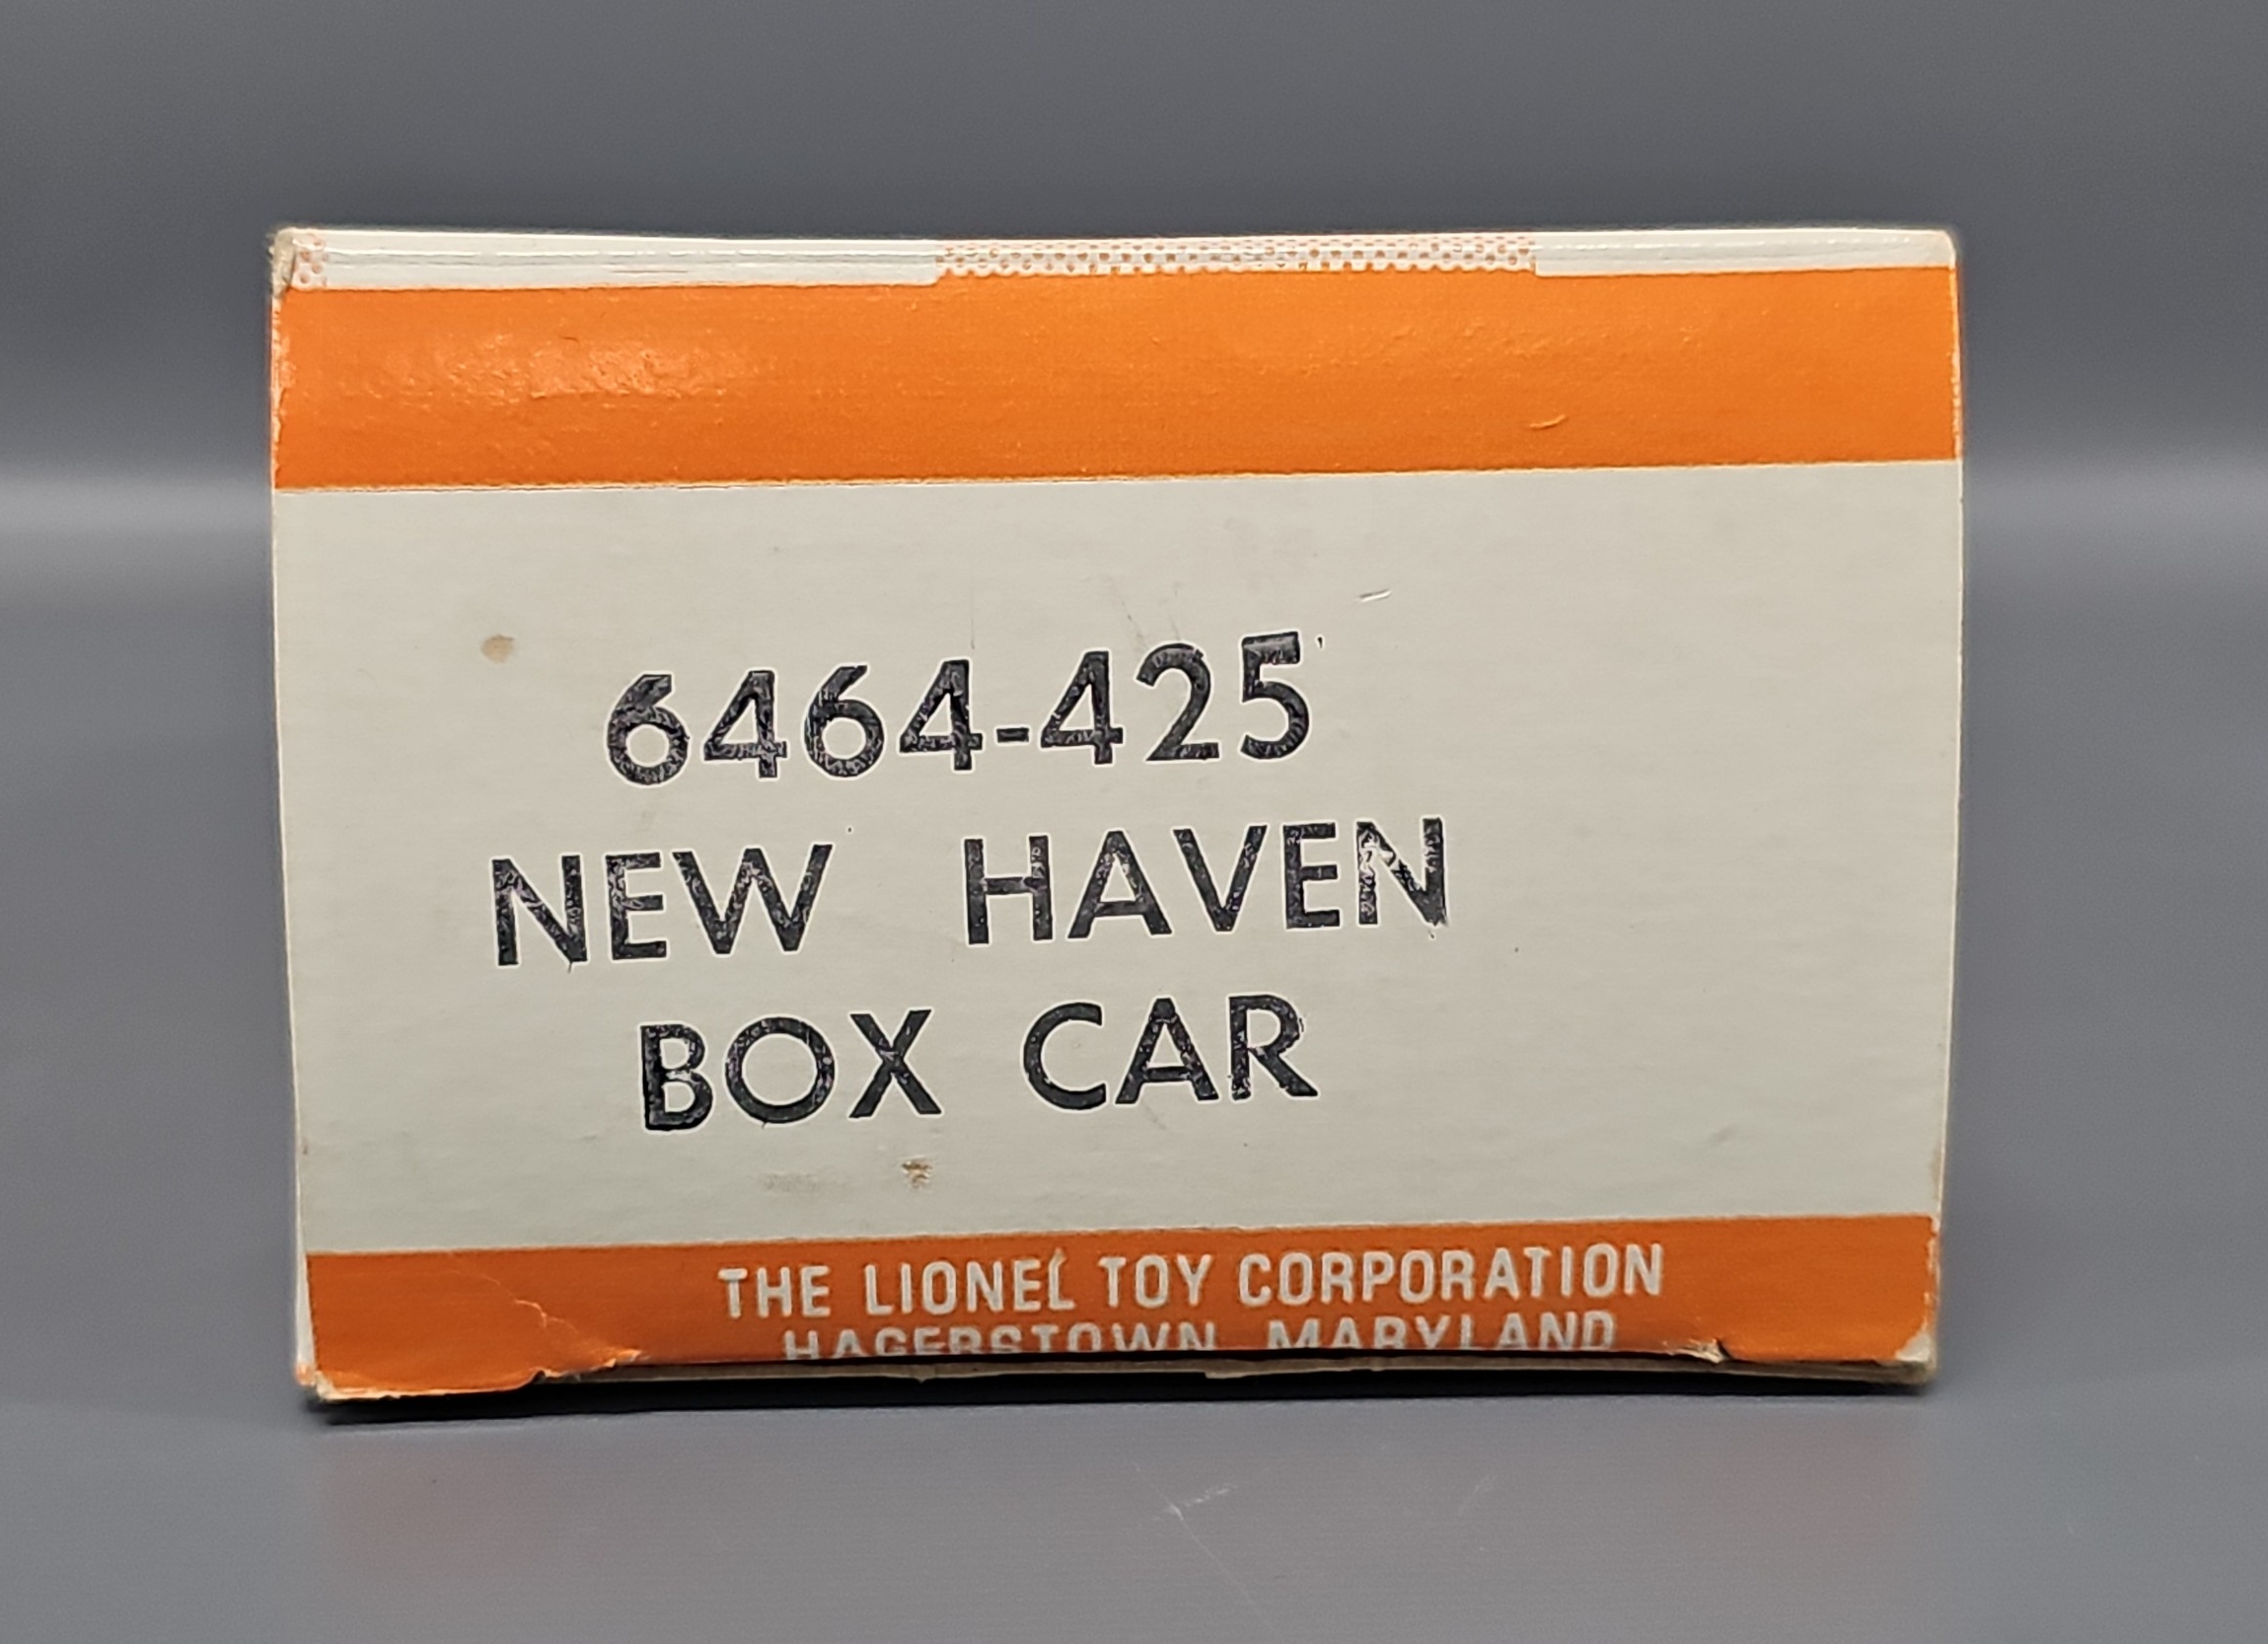 6464-425
NEW HAVEN
BOX CAR
THE LIONEL TOY CORPORATION
HAGERSTOWN, MARYLAND